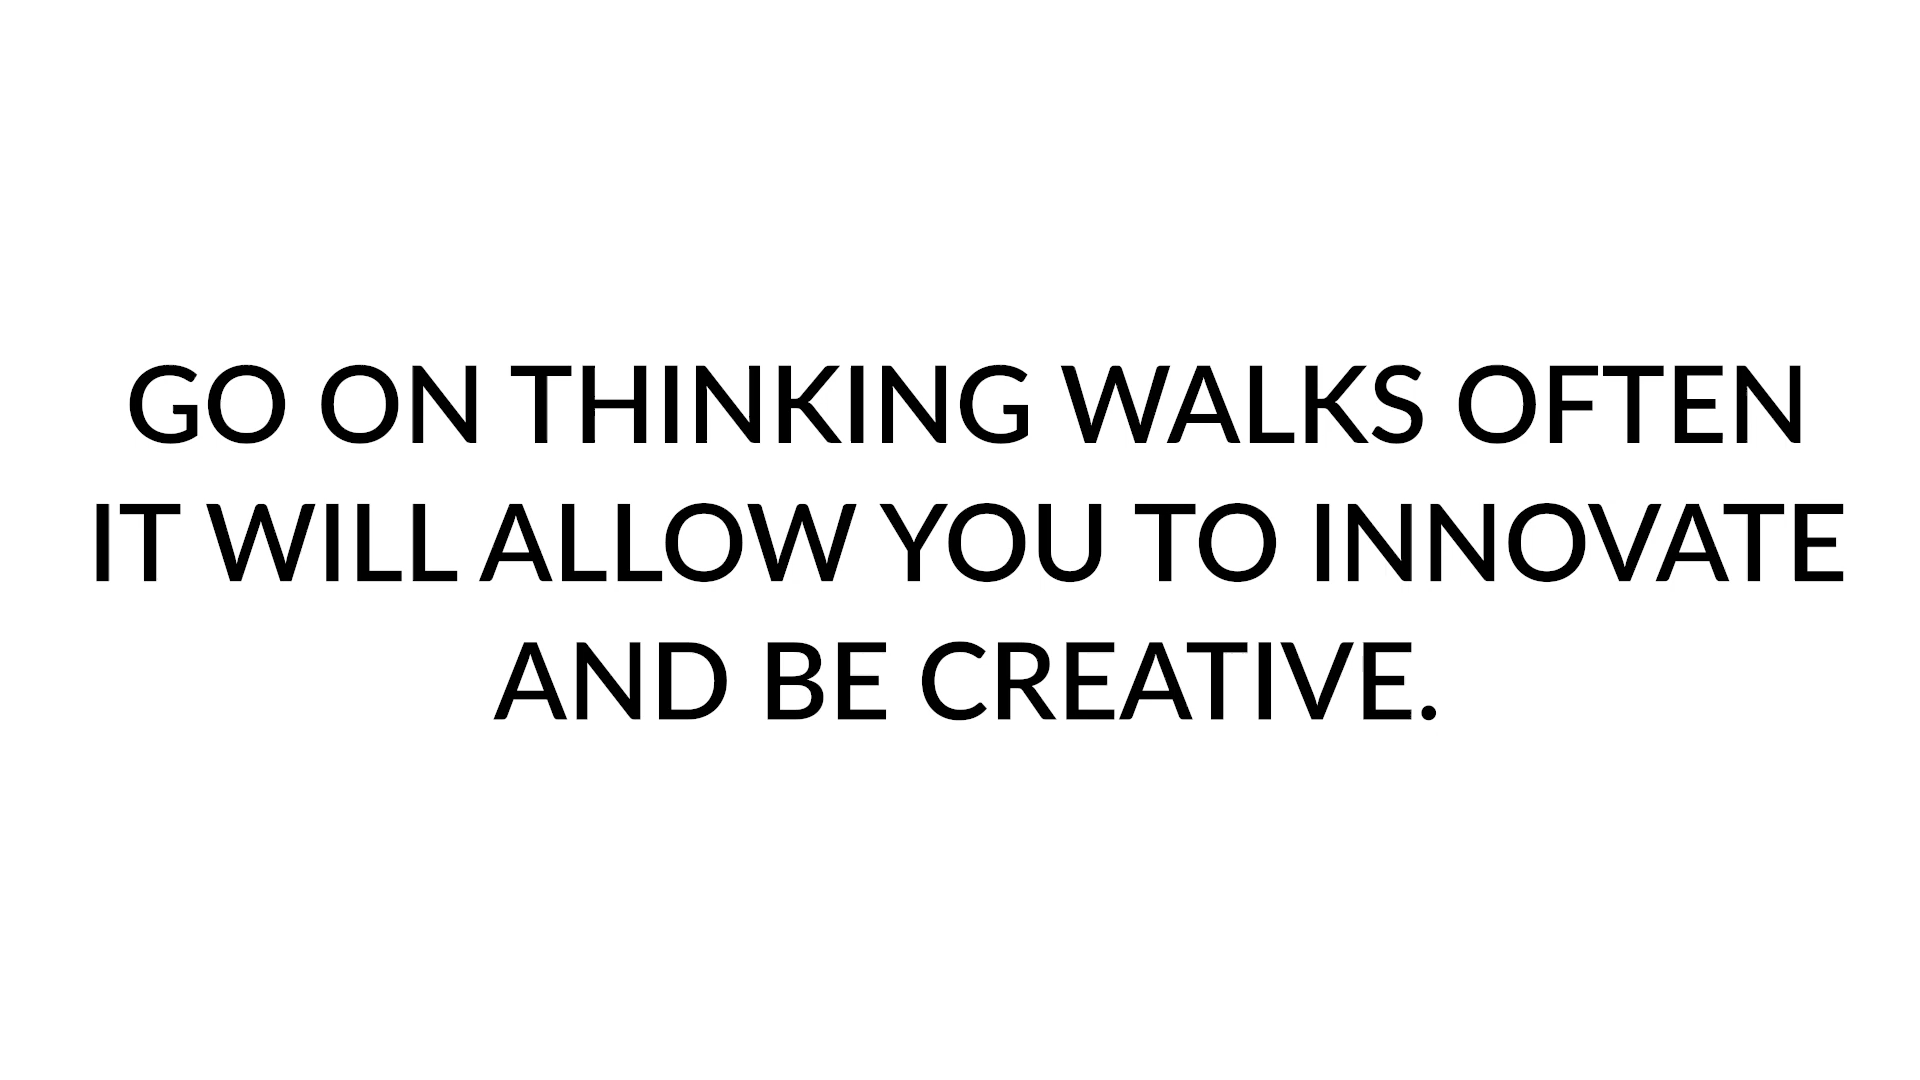 GO ON THINKING WALKS OFTEN
IT WILL ALLOW YOU TO INNOVATE
AND BE CREATIVE.